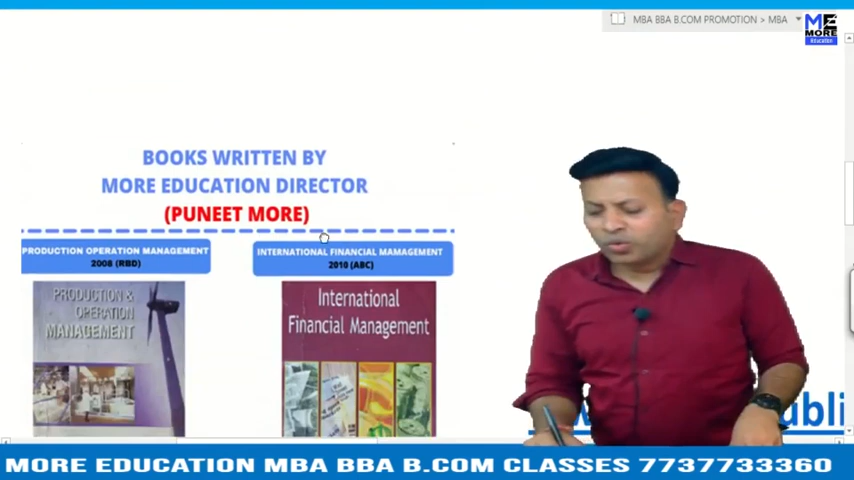 MBA BBA B.COM PROMOTION > MBA
ME
MORE
Education
BOOKS WRITTEN BY
MORE EDUCATION DIRECTOR
(PUNEET MORE)
PRODUCTION OPERATION MANAGEMENT
2008 (RBD)
INTERNATIONAL FINANCIAL MAMAGEMENT
2010 (ABC)
PRODUCTION &
OPERATION
MANAGEMENT
International
Financial Management
MORE EDUCATION MBA BBA B.COM CLASSES 7737733360